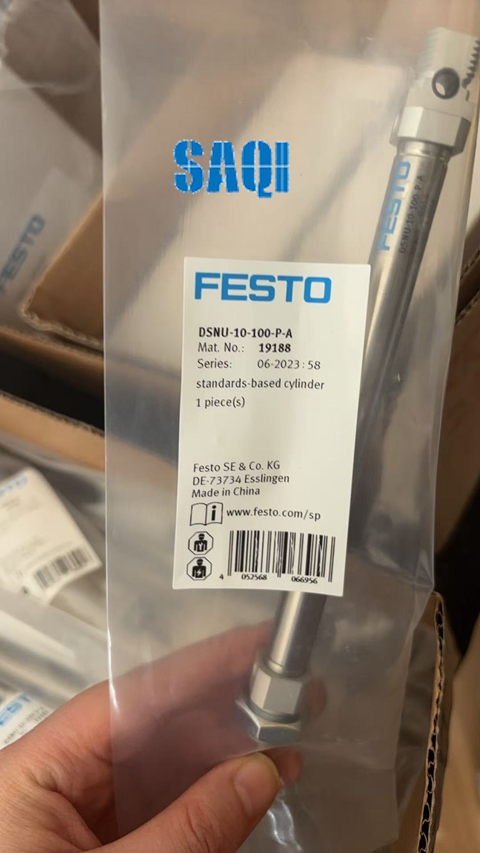 SAQI
FESTO
DSNU-10-100-P-A
FESTO
DSNU-10-100-P-A
Mat. No.: 19188
Series: 06-2023 : 58
standards-based cylinder
1 piece(s)
Festo SE & Co. KG
DE-73734 Esslingen
Made in China
www.festo.com/sp
4 052568 066956
FESTO
FESTO